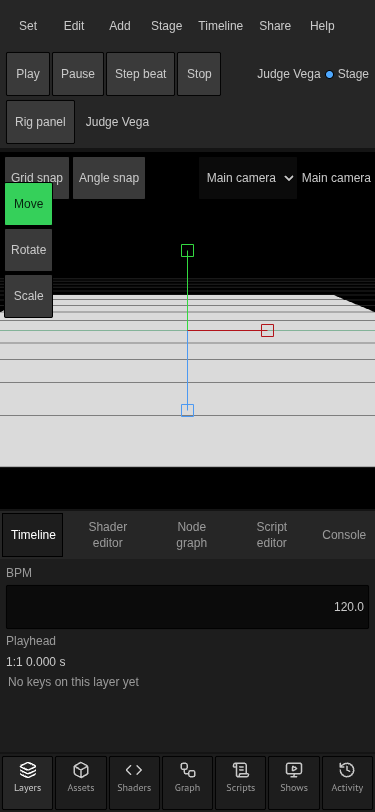 Set Edit Add Stage Timeline Share Help
Play Pause Step beat Stop Judge Vega Stage
Rig panel Judge Vega
Grid snap Angle snap Main camera Main camera
Move
Rotate
Scale
Timeline Shader editor Node graph Script editor Console
BPM
120.0
Playhead
1:1 0.000 s
No keys on this layer yet
Layers Assets Shaders Graph Scripts Shows Activity